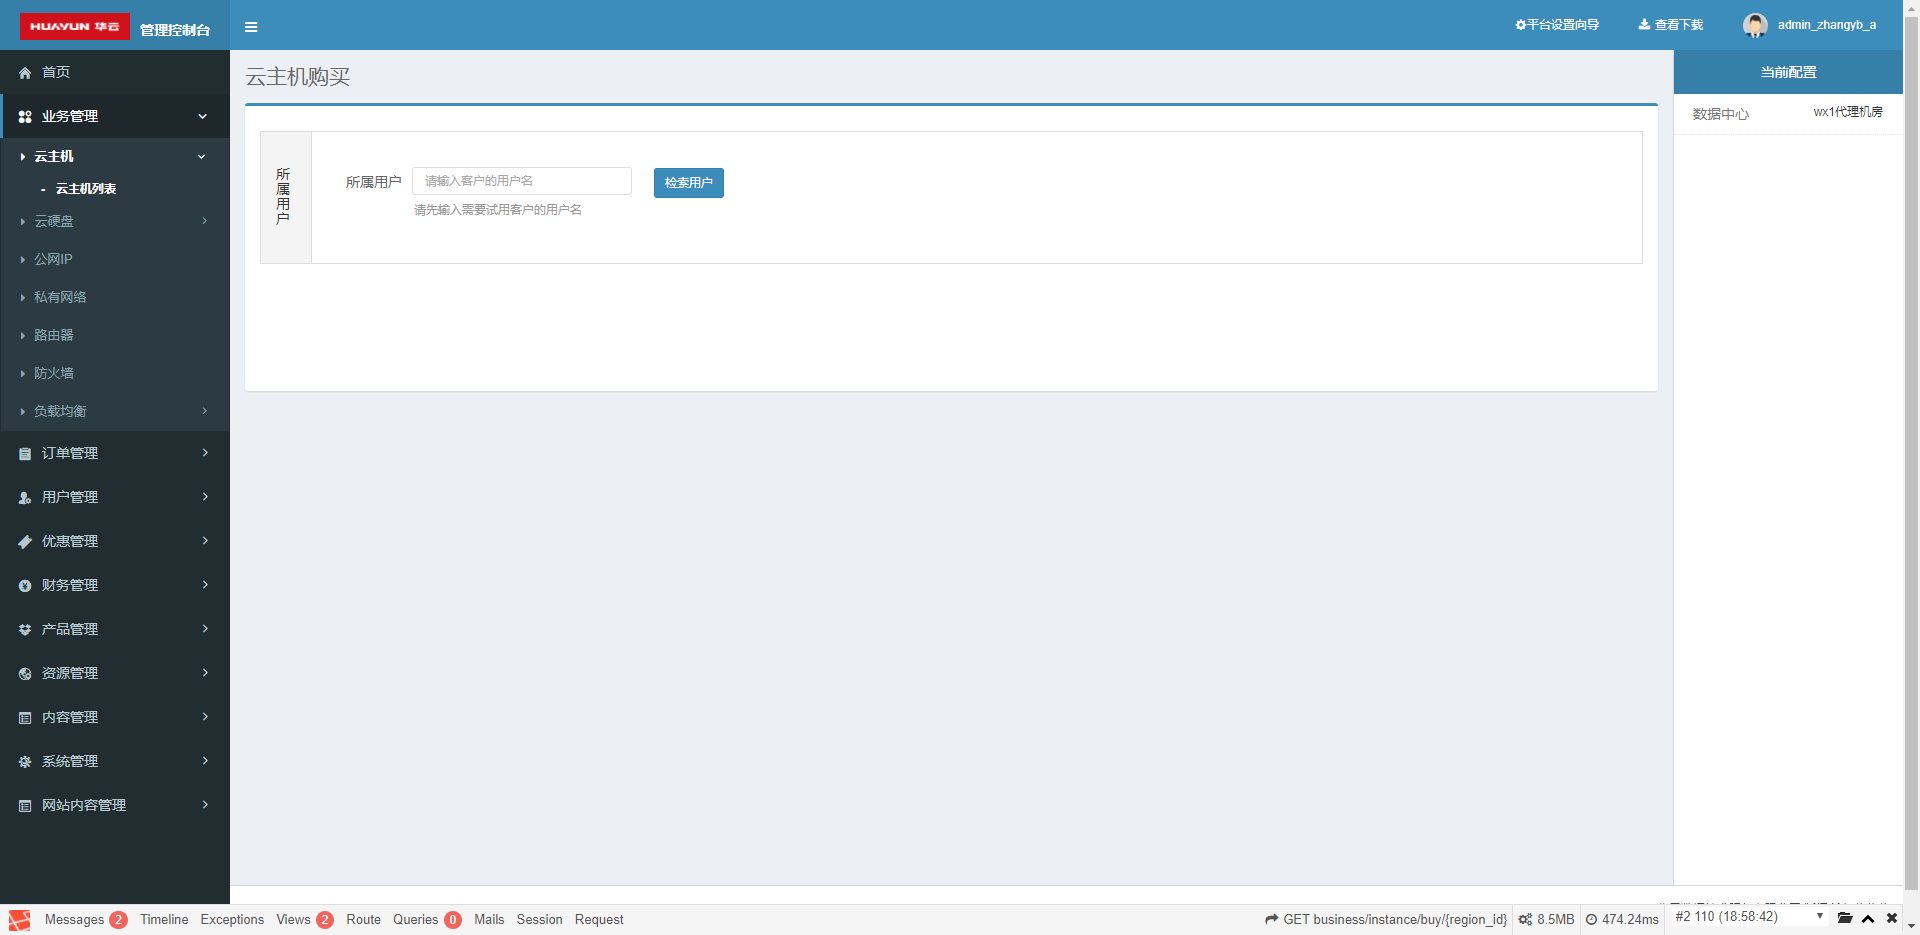 HUAYUN 华云 管理控制台
平台设置向导 查看下载 admin_zhangyb_a
首页
业务管理
云主机
- 云主机列表
云硬盘
公网IP
私有网络
路由器
防火墙
负载均衡
订单管理
用户管理
优惠管理
财务管理
产品管理
资源管理
内容管理
系统管理
网站内容管理
云主机购买
所属用户
所属用户 请输入客户的用户名 检索用户
请先输入需要试用客户的用户名
当前配置
数据中心 wx1代理机房
Messages 2 Timeline Exceptions Views 2 Route Queries 0 Mails Session Request
GET business/instance/buy/{region_id} 8.5MB 474.24ms #2 110 (18:58:42)